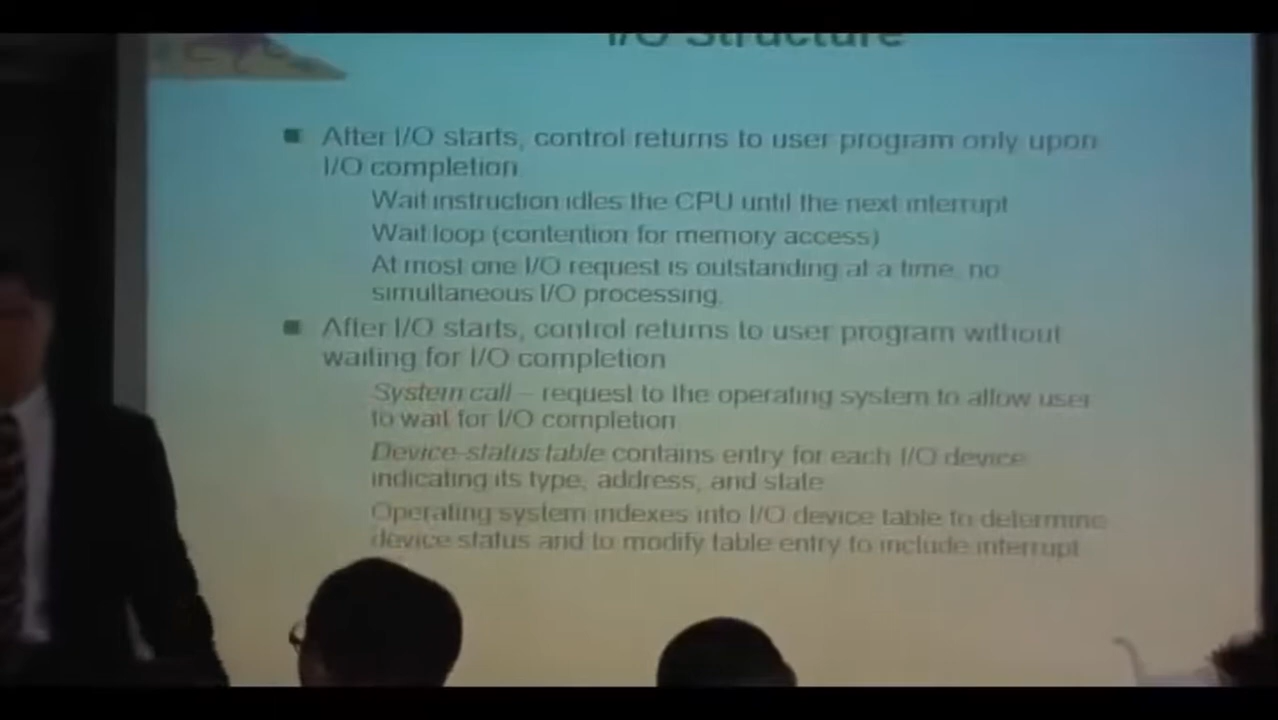 I/O Structure
After I/O starts, control returns to user program only upon
I/O completion
Wait instruction idles the CPU until the next interrupt
Wait loop (contention for memory access)
At most one I/O request is outstanding at a time, no
simultaneous I/O processing.
After I/O starts, control returns to user program without
waiting for I/O completion
System call – request to the operating system to allow user
to wait for I/O completion
Device-status table contains entry for each I/O device
indicating its type, address, and state
Operating system indexes into I/O device table to determine
device status and to modify table entry to include interrupt